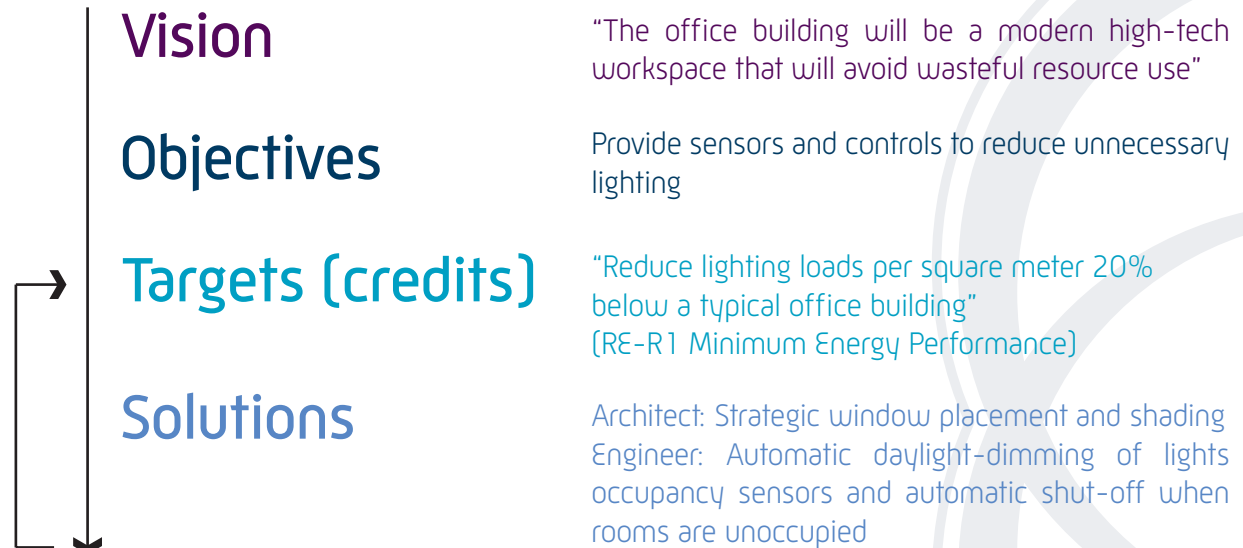 Vision
“The office building will be a modern high-tech
workspace that will avoid wasteful resource use”
Objectives
Provide sensors and controls to reduce unnecessary
lighting
Targets (credits)
“Reduce lighting loads per square meter 20%
below a typical office building”
(RE-R1 Minimum Energy Performance)
Solutions
Architect: Strategic window placement and shading
Engineer: Automatic daylight-dimming of lights
occupancy sensors and automatic shut-off when
rooms are unoccupied